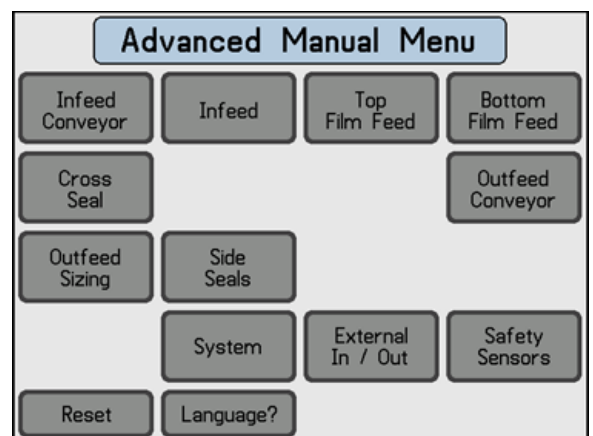 Advanced Manual Menu
Infeed
Conveyor
Infeed
Top
Film Feed
Bottom
Film Feed
Cross
Seal
Outfeed
Conveyor
Outfeed
Sizing
Side
Seals
System
External
In / Out
Safety
Sensors
Reset
Language?